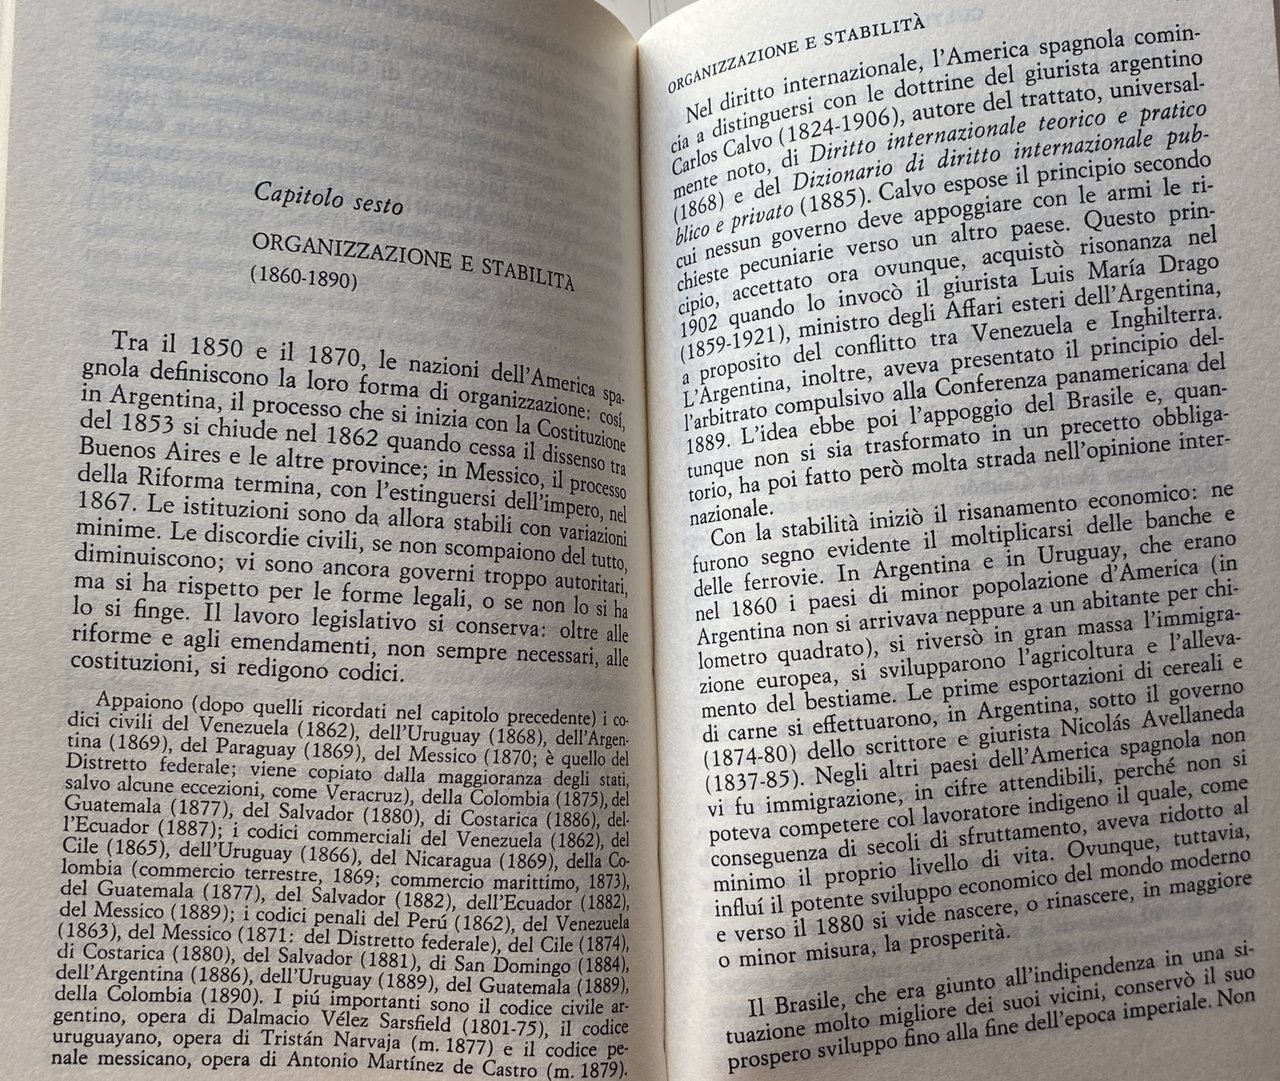 Capitolo sesto
ORGANIZZAZIONE E STABILITÀ
(1860-1890)
Tra il 1850 e il 1870, le nazioni dell'America spa-
gnola definiscono la loro forma di organizzazione: cosí,
in Argentina, il processo che si inizia con la Costituzione
del 1853 si chiude nel 1862 quando cessa il dissenso tra
Buenos Aires e le altre province; in Messico, il processo
della Riforma termina, con l'estinguersi dell'impero, nel
1867. Le istituzioni sono da allora stabili con variazioni
minime. Le discordie civili, se non scompaiono del tutto,
diminuiscono; vi sono ancora governi troppo autoritari,
ma si ha rispetto per le forme legali, o se non lo si ha
lo si finge. Il lavoro legislativo si conserva: oltre alle
riforme e agli emendamenti, non sempre necessari, alle
costituzioni, si redigono codici.
Appaiono (dopo quelli ricordati nel capitolo precedente) i co-
dici civili del Venezuela (1862), dell'Uruguay (1868), dell'Argen-
tina (1869), del Paraguay (1869), del Messico (1870; è quello del
Distretto federale; viene copiato dalla maggioranza degli stati,
salvo alcune eccezioni, come Veracruz), della Colombia (1875), del
Guatemala (1877), del Salvador (1880), di Costarica (1886), del-
l'Ecuador (1887); i codici commerciali del Venezuela (1862), del
Cile (1865), dell'Uruguay (1866), del Nicaragua (1869), della Co-
lombia (commercio terrestre, 1869; commercio marittimo, 1873),
del Guatemala (1877), del Salvador (1882), dell'Ecuador (1882),
del Messico (1889); i codici penali del Perú (1862), del Venezuela
(1863), del Messico (1871: del Distretto federale), del Cile (1874),
di Costarica (1880), del Salvador (1881), di San Domingo (1884),
dell'Argentina (1886), dell'Uruguay (1889), del Guatemala (1889),
della Colombia (1890). I piú importanti sono il codice civile ar-
gentino, opera di Dalmacio Vélez Sarsfield (1801-75), il codice
uruguayano, opera di Tristán Narvaja (m. 1877) e il codice pe-
nale messicano, opera di Antonio Martínez de Castro (m. 1879).
ORGANIZZAZIONE E STABILITÀ
Nel diritto internazionale, l'America spagnola comin-
cia a distinguersi con le dottrine del giurista argentino
Carlos Calvo (1824-1906), autore del trattato, universal-
mente noto, di Diritto internazionale teorico e pratico
(1868) e del Dizionario di diritto internazionale pub-
blico e privato (1885). Calvo espose il principio secondo
cui nessun governo deve appoggiare con le armi le ri-
chieste pecuniarie verso un altro paese. Questo prin-
cipio, accettato ora ovunque, acquistò risonanza nel
1902 quando lo invocò il giurista Luis María Drago
(1859-1921), ministro degli Affari esteri dell'Argentina,
a proposito del conflitto tra Venezuela e Inghilterra.
L'Argentina, inoltre, aveva presentato il principio del-
l'arbitrato compulsivo alla Conferenza panamericana del
1889. L'idea ebbe poi l'appoggio del Brasile e, quan-
tunque non si sia trasformato in un precetto obbliga-
torio, ha poi fatto però molta strada nell'opinione inter-
nazionale.
Con la stabilità iniziò il risanamento economico: ne
furono segno evidente il moltiplicarsi delle banche e
delle ferrovie. In Argentina e in Uruguay, che erano
nel 1860 i paesi di minor popolazione d'America (in
Argentina non si arrivava neppure a un abitante per chi-
lometro quadrato), si riversò in gran massa l'immigra-
zione europea, si svilupparono l'agricoltura e l'alleva-
mento del bestiame. Le prime esportazioni di cereali e
di carne si effettuarono, in Argentina, sotto il governo
(1874-80) dello scrittore e giurista Nicolás Avellaneda
(1837-85). Negli altri paesi dell'America spagnola non
vi fu immigrazione, in cifre attendibili, perché non si
poteva competere col lavoratore indigeno il quale, come
conseguenza di secoli di sfruttamento, aveva ridotto al
minimo il proprio livello di vita. Ovunque, tuttavia,
influí il potente sviluppo economico del mondo moderno
e verso il 1880 si vide nascere, o rinascere, in maggiore
o minor misura, la prosperità.
Il Brasile, che era giunto all'indipendenza in una si-
tuazione molto migliore dei suoi vicini, conservò il suo
prospero sviluppo fino alla fine dell'epoca imperiale. Non